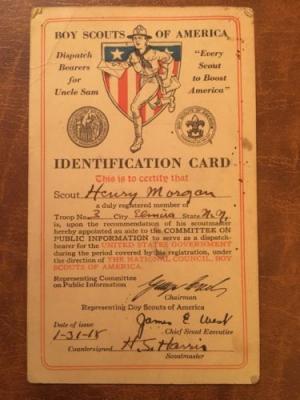 BOY SCOUTS OF AMERICA
Dispatch
Bearers for
Uncle Sam
"Every
Scout
to Boost
America"
IDENTIFICATION CARD
This is to certify that
Scout Henry Morgan
a duly registered member of
Troop No. 3 City Elmira State N.Y.
is, upon the recommendation of his scoutmaster
hereby appointed an aide to the COMMITTEE ON
PUBLIC INFORMATION to serve as a dispatch-
bearer for the UNITED STATES GOVERNMENT
during the period covered by his registration, under
the direction of THE NATIONAL COUNCIL, BOY
SCOUTS OF AMERICA.
Representing Committee
on Public Information
Chairman
Representing Boy Scouts of America
James E. West
Date of issue
Chief Scout Executive
1-31-18
Countersigned H. S. Harris
Scoutmaster